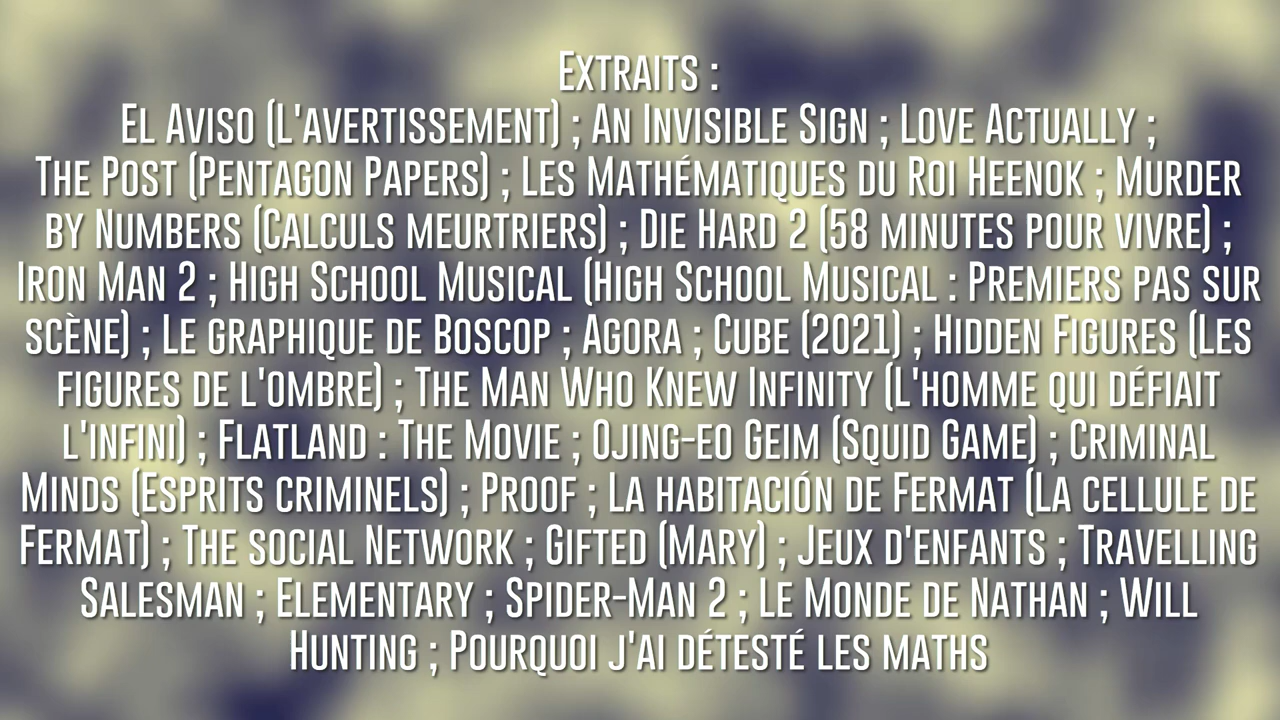 Extraits :
El Aviso (L'avertissement) ; An Invisible Sign ; Love Actually ;
The Post (Pentagon Papers) ; Les Mathématiques du Roi Heenok ; Murder
by Numbers (Calculs meurtriers) ; Die Hard 2 (58 minutes pour vivre) ;
Iron Man 2 ; High School Musical (High School Musical : Premiers pas sur
scène) ; Le graphique de Boscop ; Agora ; Cube (2021) ; Hidden Figures (Les
figures de l'ombre) ; The Man Who Knew Infinity (L'homme qui défiait
l'infini) ; Flatland : The Movie ; Ojing-eo Geim (Squid Game) ; Criminal
Minds (Esprits criminels) ; Proof ; La habitación de Fermat (La cellule de
Fermat) ; The social Network ; Gifted (Mary) ; Jeux d'enfants ; Travelling
Salesman ; Elementary ; Spider-Man 2 ; Le Monde de Nathan ; Will
Hunting ; Pourquoi j'ai détesté les maths